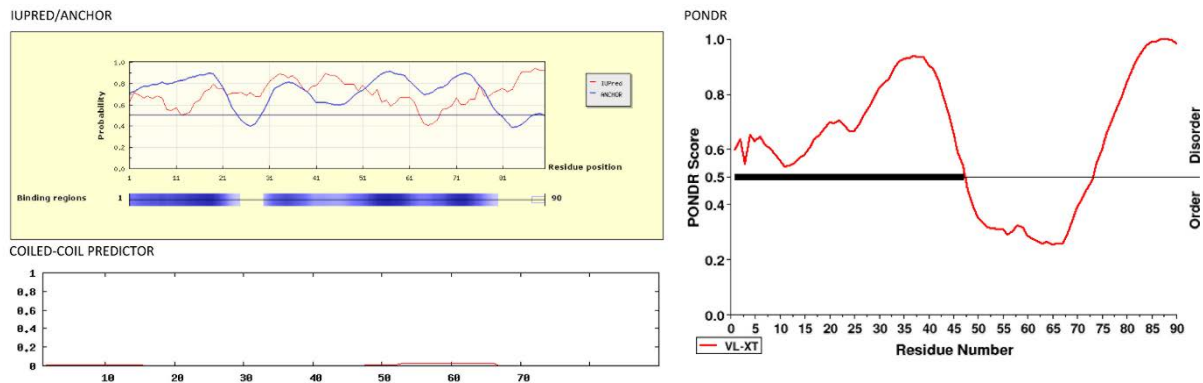 IUPRED/ANCHOR
1.0
0.8
0.6
0.4
0.2
0.0
Probability
1 11 21 31 41 51 61 71 81
Residue position
IUPred
ANCHOR
Binding regions 1 90
COILED-COIL PREDICTOR
1
0.8
0.6
0.4
0.2
0
10 20 30 40 50 60 70
PONDR
1.0
0.8
0.6
0.5
0.4
0.2
0.0
PONDR Score
Disorder
Order
0 5 10 15 20 25 30 35 40 45 50 55 60 65 70 75 80 85 90
VL-XT
Residue Number